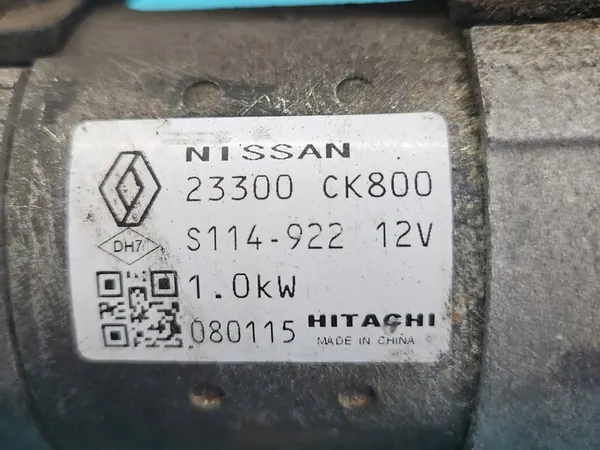 NISSAN
23300 CK800
DH7
S114-922 12V
1.0kW
080115 HITACHI
MADE IN CHINA